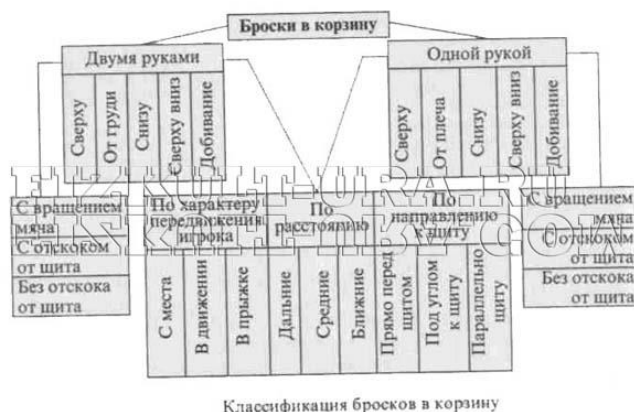 Броски в корзину
Двумя руками
Одной рукой
Сверху
От груди
Снизу
Сверху вниз
Добивание
Сверху
От плеча
Снизу
Сверху вниз
Добивание
С вращением
мяча
С отскоком
от щита
Без отскока
от щита
По характеру
передвижения
игрока
По
расстоянию
По
направлению
к щиту
С вращением
мяча
С отскоком
от щита
Без отскока
от щита
С места
В движении
В прыжке
Дальние
Средние
Ближние
Прямо перед
щитом
Под углом
к щиту
Параллельно
щиту
Классификация бросков в корзину